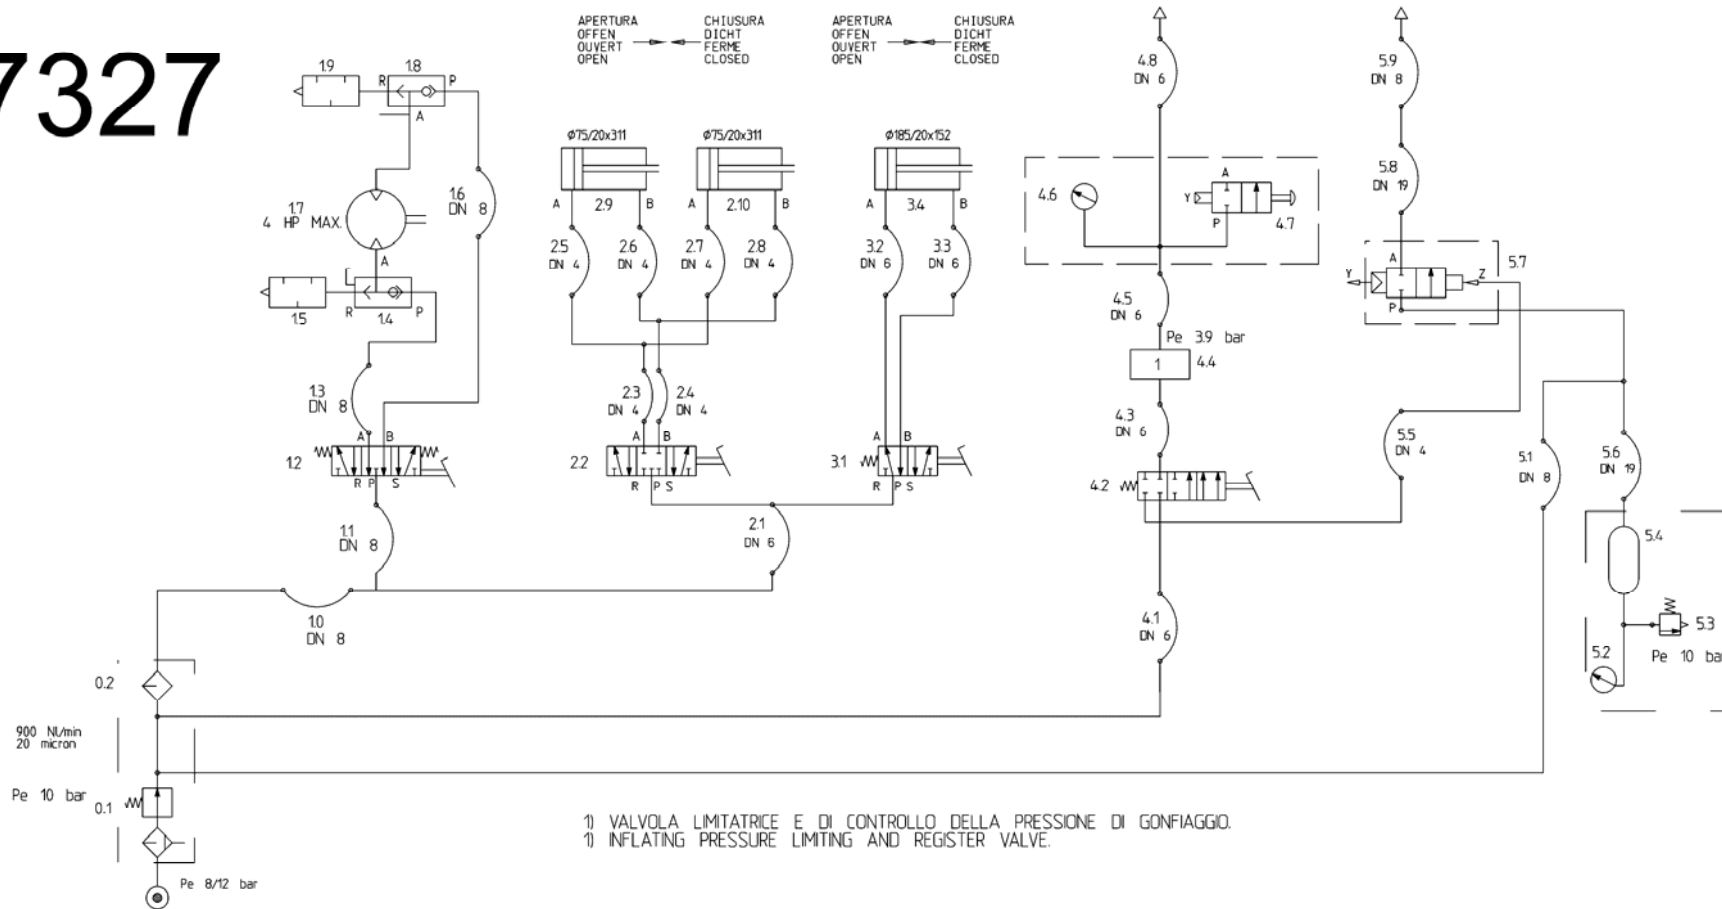 7327
APERTURA
OFFEN
OUVERT
OPEN
CHIUSURA
DICHT
FERME
CLOSED
APERTURA
OFFEN
OUVERT
OPEN
CHIUSURA
DICHT
FERME
CLOSED
1.9
1.8
R
P
A
1.7
4 HP MAX.
1.6
DN 8
A
R
P
1.5
1.4
1.3
DN 8
A B
1.2
R P S
1.1
DN 8
1.0
DN 8
Ø75/20x311
A
2.9
B
2.5
DN 4
2.6
DN 4
Ø75/20x311
A
2.10
B
2.7
DN 4
2.8
DN 4
2.3
DN 4
2.4
DN 4
A B
2.2
R P S
2.1
DN 6
Ø185/20x152
A
3.4
B
3.2
DN 6
3.3
DN 6
A B
3.1
R P S
4.8
DN 6
4.6
A
Y
P
4.7
4.5
DN 6
Pe 3.9 bar
1
4.4
4.3
DN 6
4.2
4.1
DN 6
5.9
DN 8
5.8
DN 19
5.7
A
Y
Z
P
5.5
DN 4
5.1
DN 8
5.6
DN 19
5.4
5.3
Pe 10 bar
5.2
0.2
900 Nl/min
20 micron
Pe 10 bar
0.1
Pe 8/12 bar
1) VALVOLA LIMITATRICE E DI CONTROLLO DELLA PRESSIONE DI GONFIAGGIO.
1) INFLATING PRESSURE LIMITING AND REGISTER VALVE.